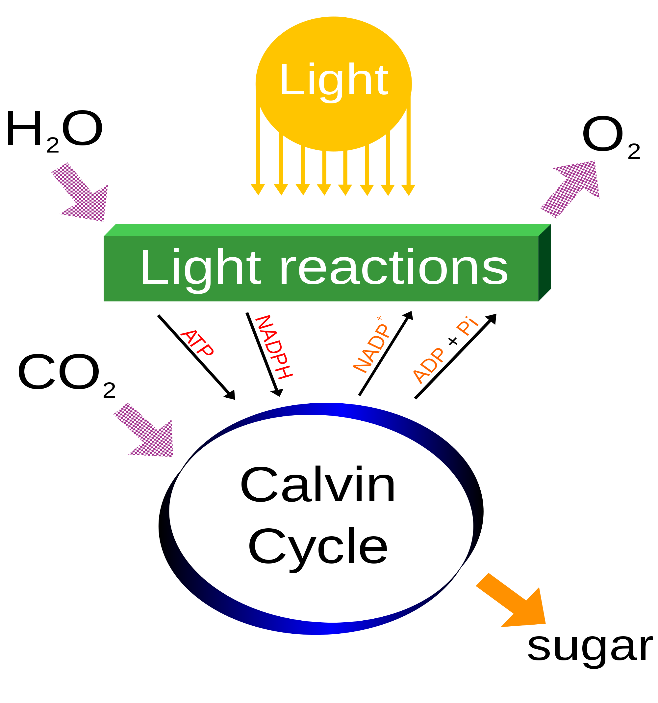 Light
H₂O
O₂
Light reactions
ATP
NADPH
NADP⁺
ADP + Pi
CO₂
Calvin
Cycle
sugar